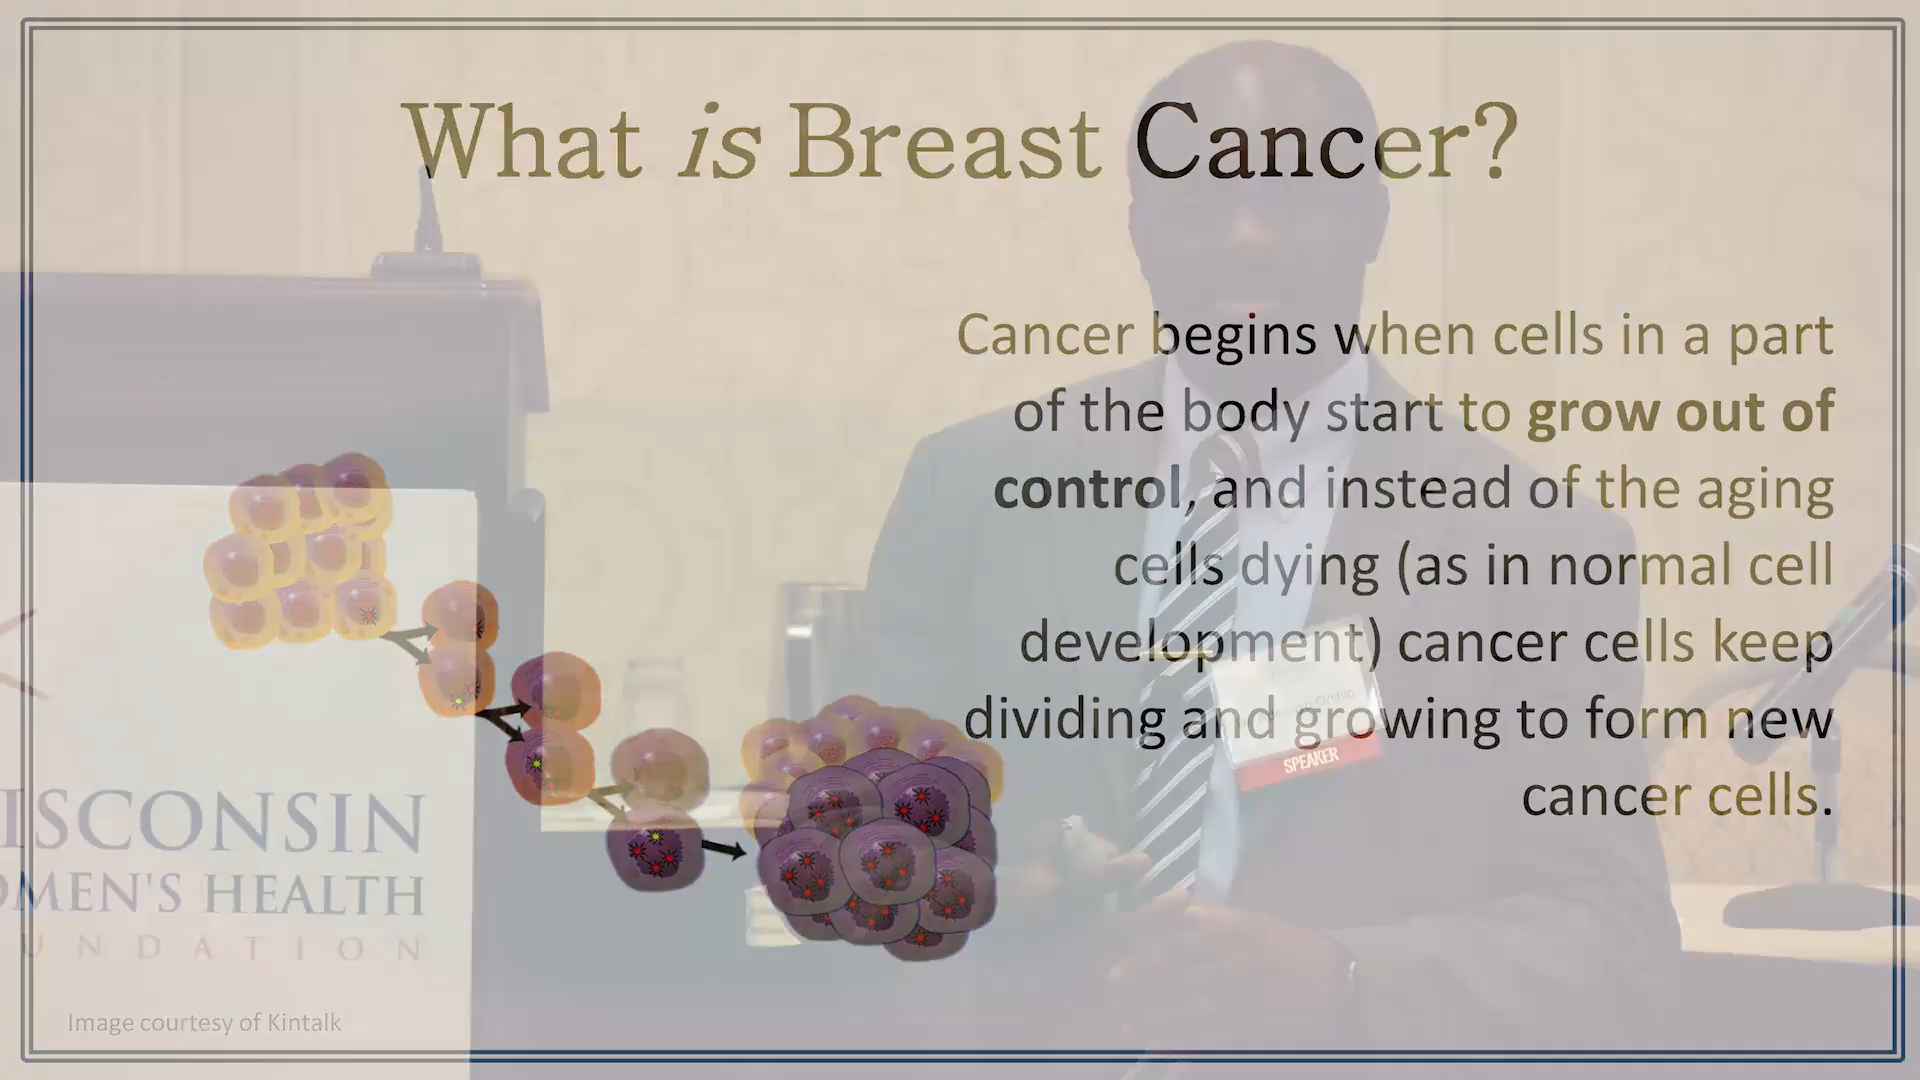 What is Breast Cancer?
Cancer begins when cells in a part
of the body start to grow out of
control, and instead of the aging
cells dying (as in normal cell
development) cancer cells keep
dividing and growing to form new
cancer cells.
SPEAKER
ISCONSIN
OMEN'S HEALTH
UNDATION
Image courtesy of Kintalk